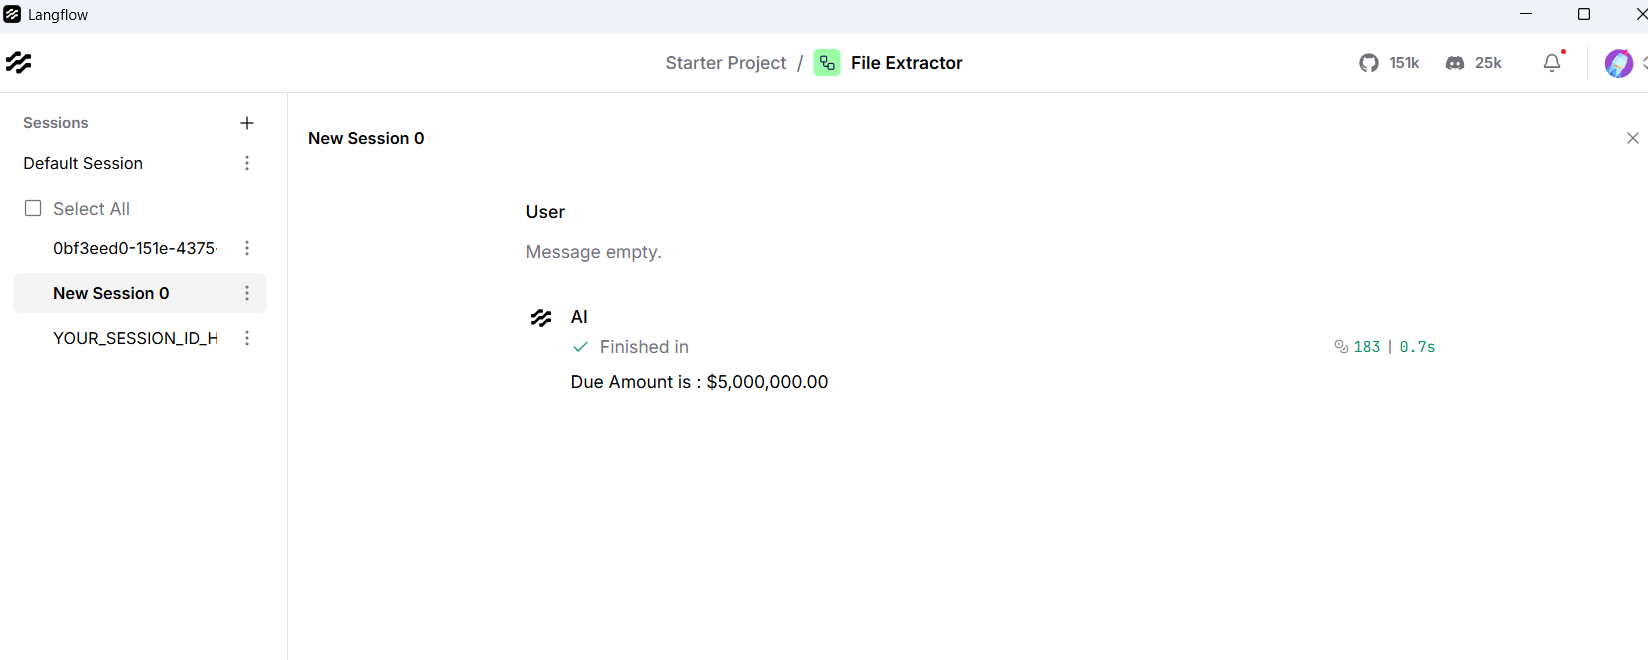 Langflow
Starter Project / File Extractor
151k
25k
Sessions
Default Session
Select All
0bf3eed0-151e-4375-
New Session 0
YOUR_SESSION_ID_H
New Session 0
User
Message empty.
AI
Finished in
183 | 0.7s
Due Amount is : $5,000,000.00